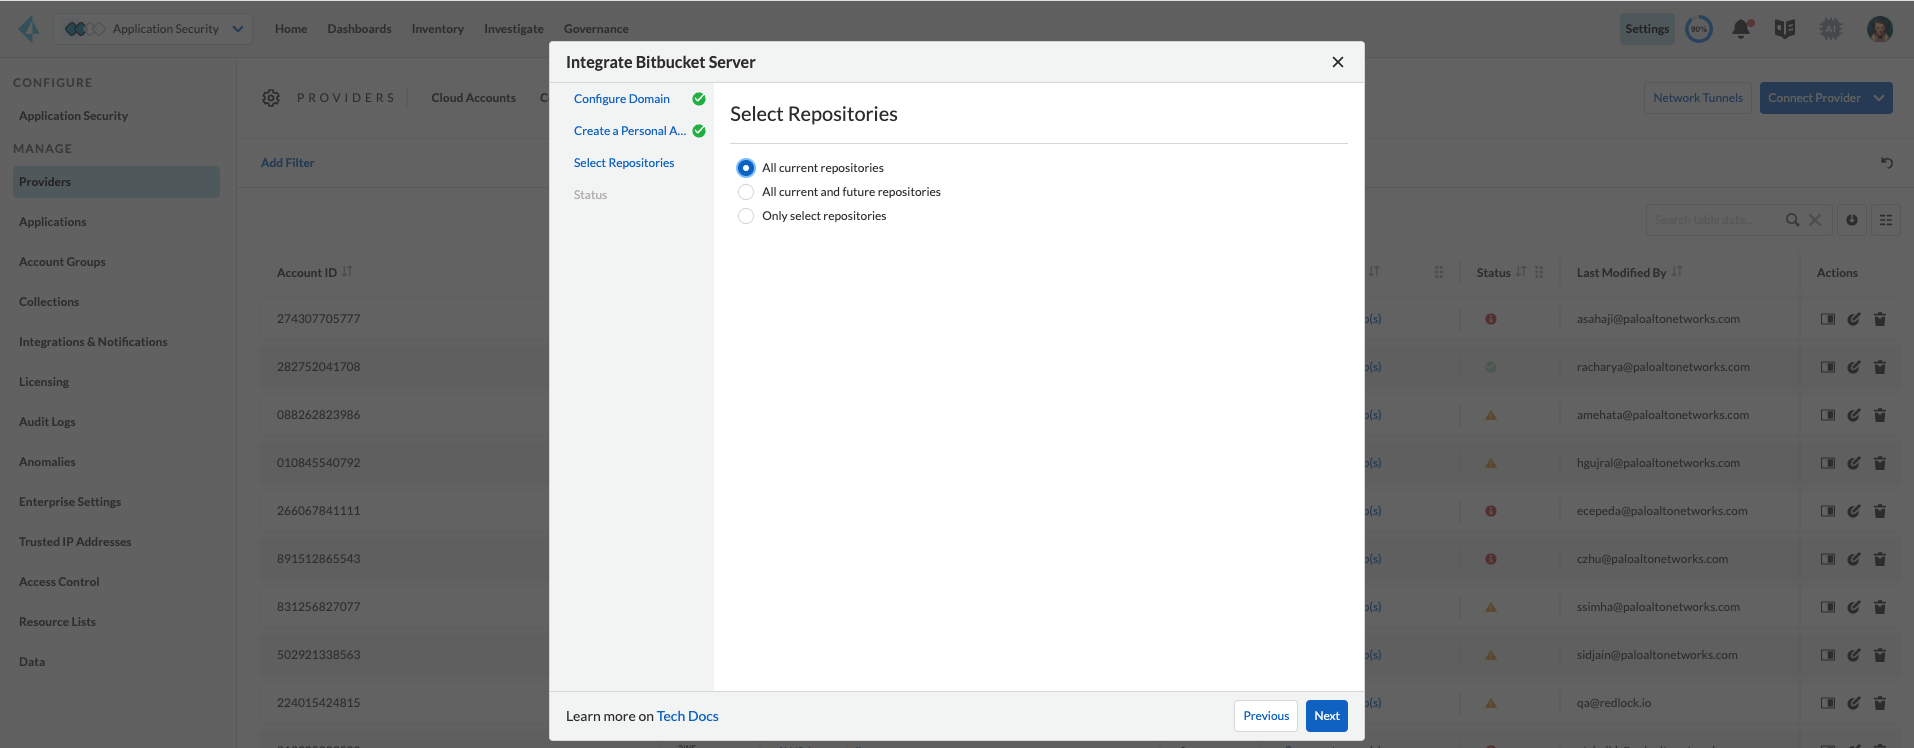 Application Security
Home
Dashboards
Inventory
Investigate
Governance
Settings
90%
AI
CONFIGURE
Application Security
MANAGE
Providers
Applications
Account Groups
Collections
Integrations & Notifications
Licensing
Audit Logs
Anomalies
Enterprise Settings
Trusted IP Addresses
Access Control
Resource Lists
Data
PROVIDERS
Cloud Accounts
Network Tunnels
Connect Provider
Add Filter
Search table data...
Integrate Bitbucket Server
Configure Domain
Create a Personal A...
Select Repositories
Status
Select Repositories
All current repositories
All current and future repositories
Only select repositories
Learn more on Tech Docs
Previous
Next
Account ID
Status
Last Modified By
Actions
274307705777
asahaji@paloaltonetworks.com
282752041708
racharya@paloaltonetworks.com
088262823986
amehata@paloaltonetworks.com
010845540792
hgujral@paloaltonetworks.com
266067841111
ecepeda@paloaltonetworks.com
891512865543
czhu@paloaltonetworks.com
831256827077
ssimha@paloaltonetworks.com
502921338563
sidjain@paloaltonetworks.com
224015424815
qa@redlock.io